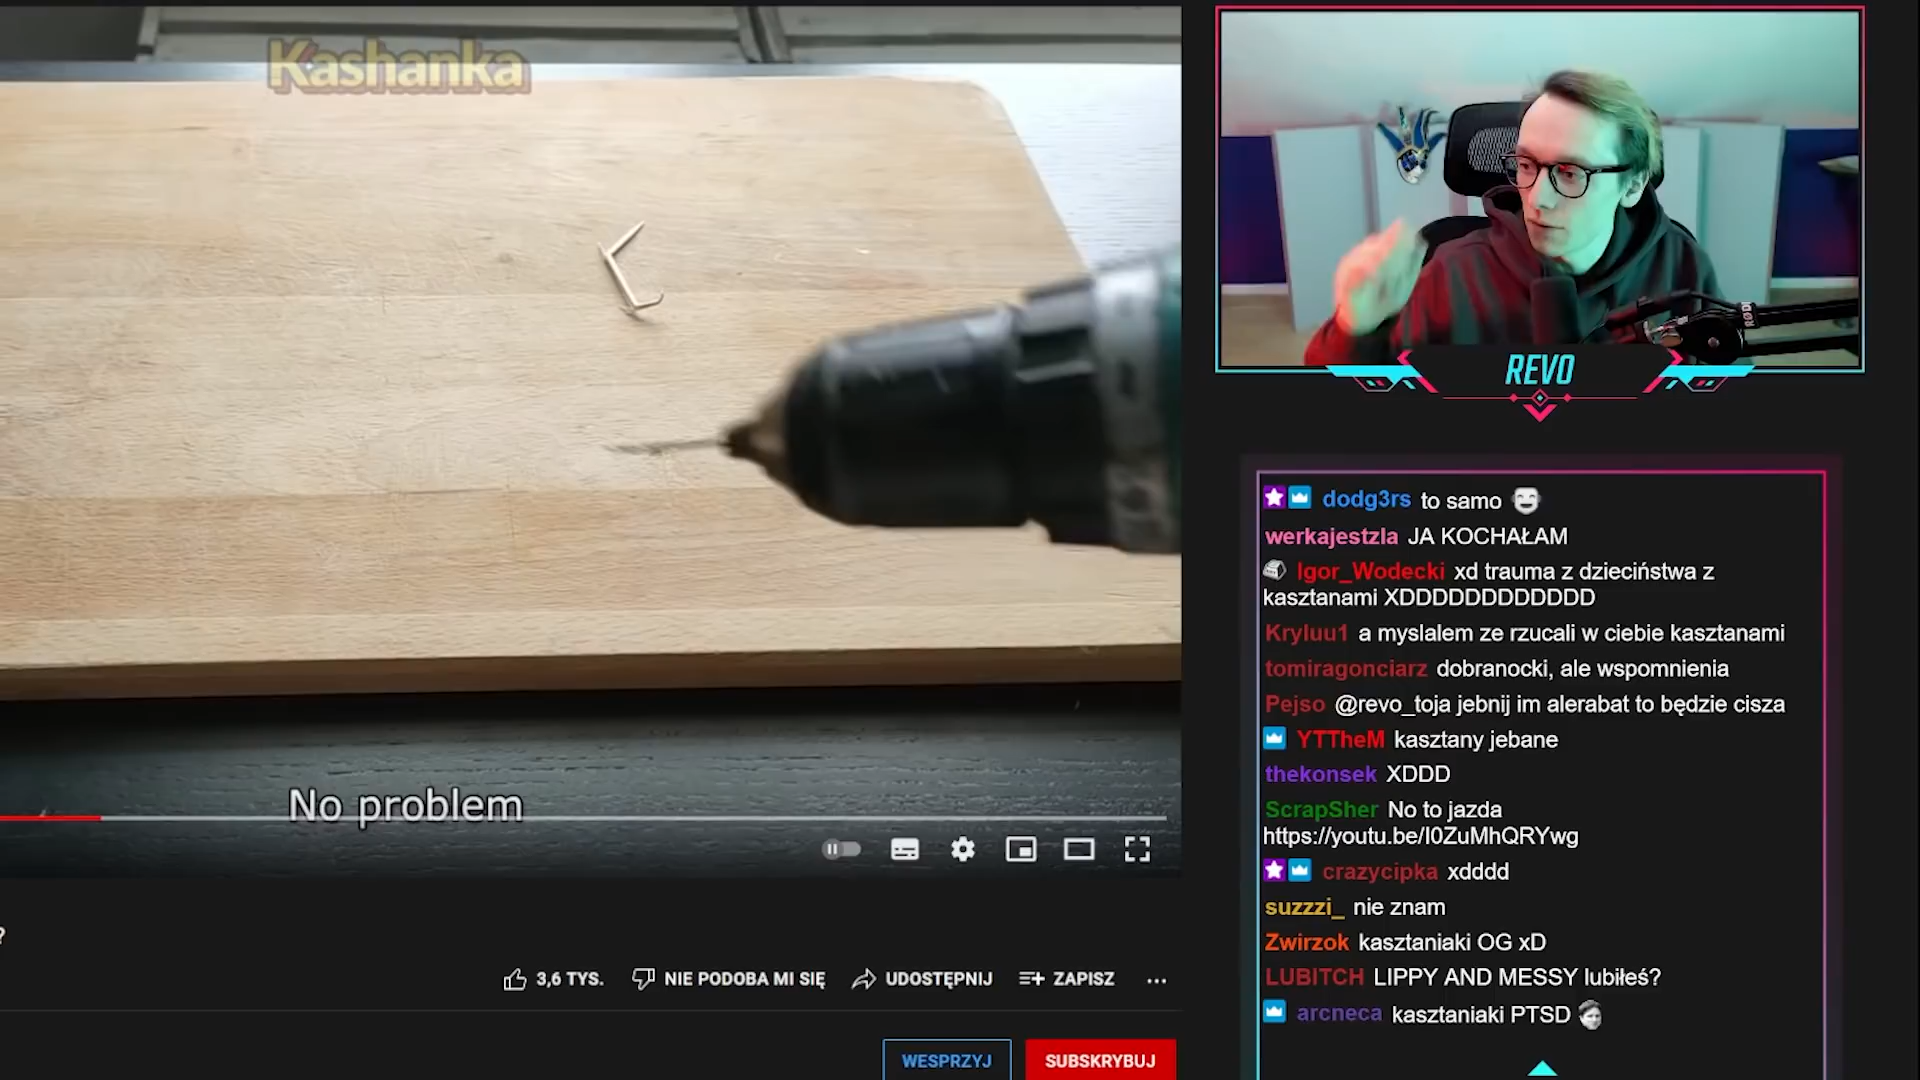 Kashanka
No problem
?
3,6 TYS.
NIE PODOBA MI SIĘ
UDOSTĘPNIJ
ZAPISZ
WESPRZYJ
SUBSKRYBUJ
RØDE
REVO
dodg3rs to samo
werkajestzla JA KOCHAŁAM
Igor_Wodecki xd trauma z dzieciństwa z
kasztanami XDDDDDDDDDDDD
Kryluu1 a myslalem ze rzucali w ciebie kasztanami
tomiragonciarz dobranocki, ale wspomnienia
Pejso @revo_toja jebnij im alerabat to będzie cisza
YTTheM kasztany jebane
thekonsek XDDD
ScrapSher No to jazda
https://youtu.be/I0ZuMhQRYwg
crazycipka xdddd
suzzzi_ nie znam
Zwirzok kasztaniaki OG xD
LUBITCH LIPPY AND MESSY lubiłeś?
arcneca kasztaniaki PTSD